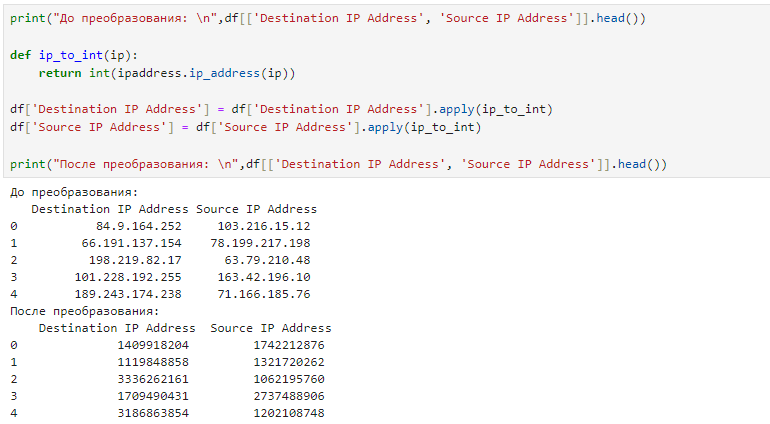 print("До преобразования: \n",df[['Destination IP Address', 'Source IP Address']].head())
def ip_to_int(ip):
    return int(ipaddress.ip_address(ip))
df['Destination IP Address'] = df['Destination IP Address'].apply(ip_to_int)
df['Source IP Address'] = df['Source IP Address'].apply(ip_to_int)
print("После преобразования: \n",df[['Destination IP Address', 'Source IP Address']].head())
До преобразования:
   Destination IP Address Source IP Address
0           84.9.164.252     103.216.15.12
1         66.191.137.154    78.199.217.198
2          198.219.82.17      63.79.210.48
3        101.228.192.255     163.42.196.10
4        189.243.174.238     71.166.185.76
После преобразования:
    Destination IP Address  Source IP Address
0              1409918204         1742212876
1              1119848858         1321720262
2              3336262161         1062195760
3              1709490431         2737488906
4              3186863854         1202108748